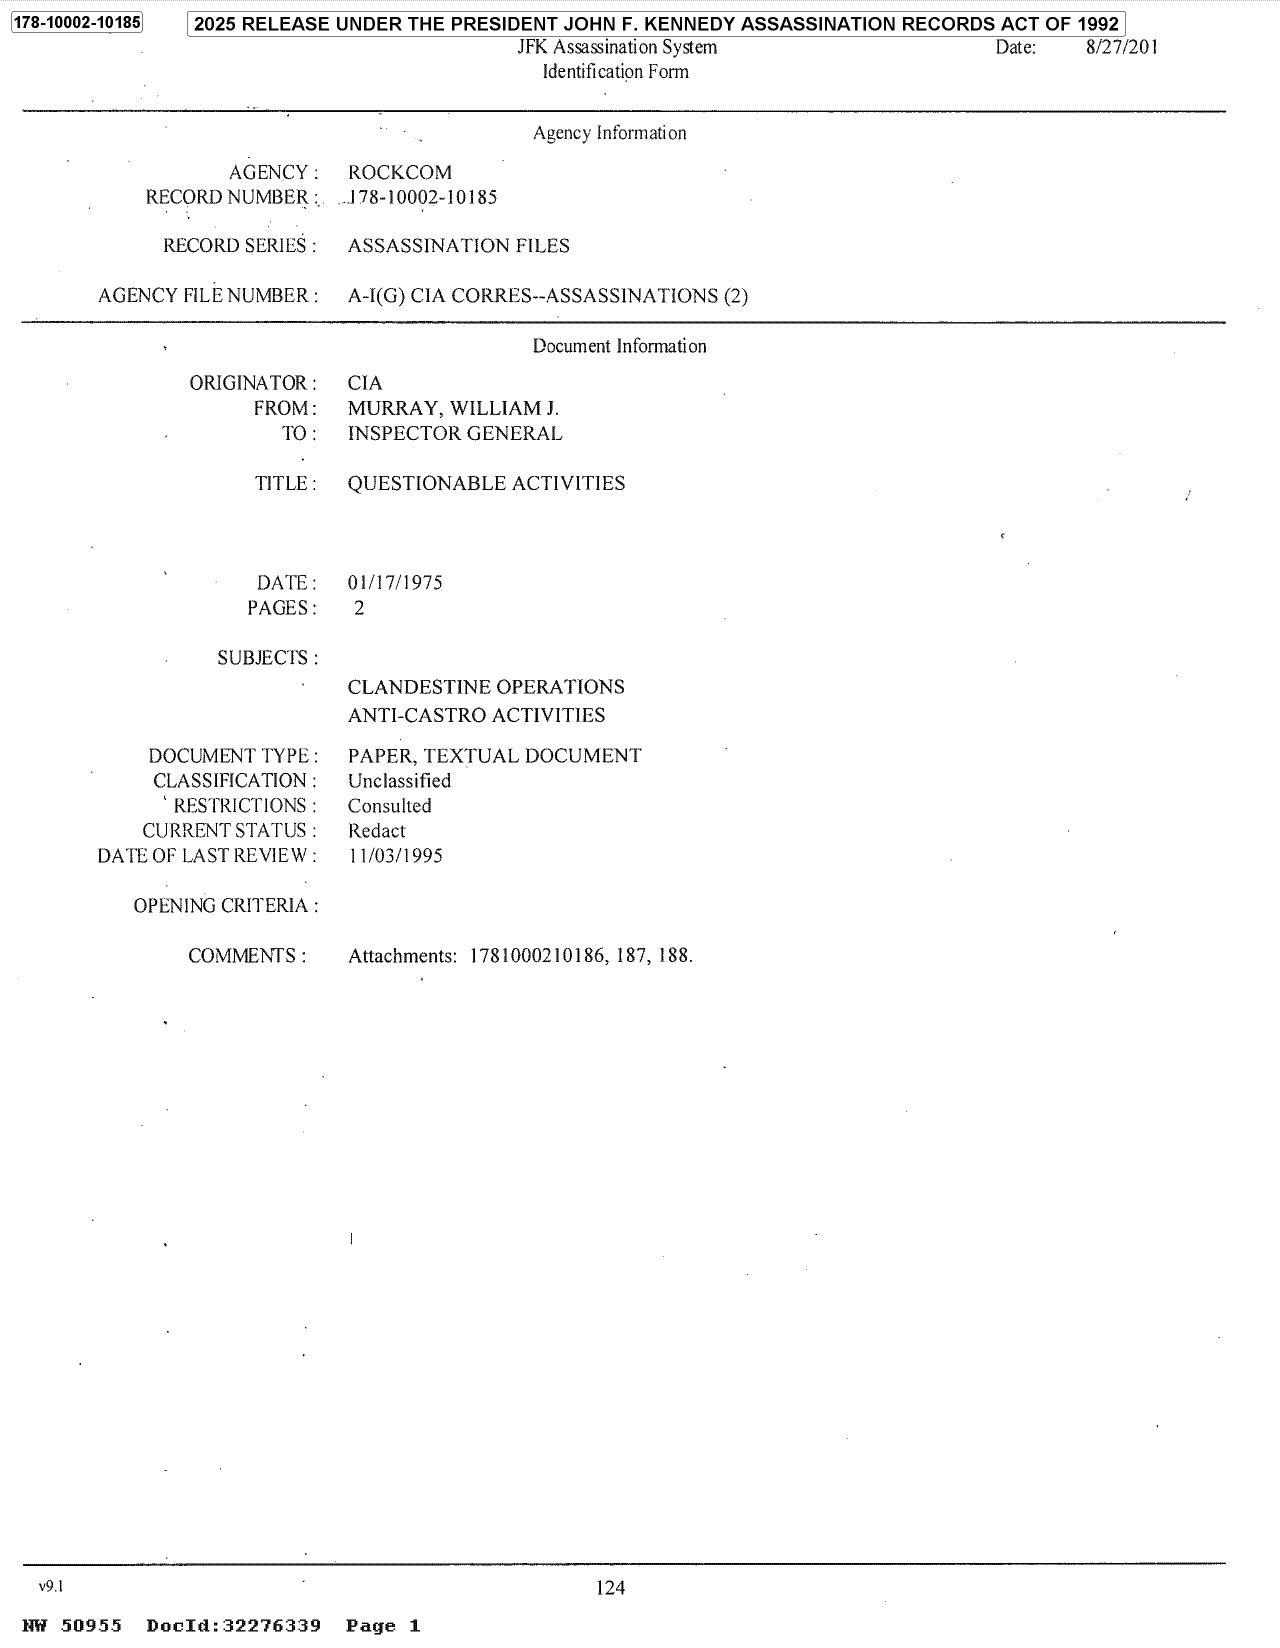 178-10002-10185 2025 RELEASE UNDER THE PRESIDENT JOHN F. KENNEDY ASSASSINATION RECORDS ACT OF 1992
JFK Assassination System Date: 8/27/201
Identification Form
Agency Information
AGENCY : ROCKCOM
RECORD NUMBER : 178-10002-10185
RECORD SERIES : ASSASSINATION FILES
AGENCY FILE NUMBER : A-I(G) CIA CORRES--ASSASSINATIONS (2)
Document Information
ORIGINATOR : CIA
FROM : MURRAY, WILLIAM J.
TO : INSPECTOR GENERAL
TITLE : QUESTIONABLE ACTIVITIES
DATE : 01/17/1975
PAGES : 2
SUBJECTS :
CLANDESTINE OPERATIONS
ANTI-CASTRO ACTIVITIES
DOCUMENT TYPE : PAPER, TEXTUAL DOCUMENT
CLASSIFICATION : Unclassified
RESTRICTIONS : Consulted
CURRENT STATUS : Redact
DATE OF LAST REVIEW : 11/03/1995
OPENING CRITERIA :
COMMENTS : Attachments: 1781000210186, 187, 188.
v9.1 124
NW 50955 DocId:32276339 Page 1